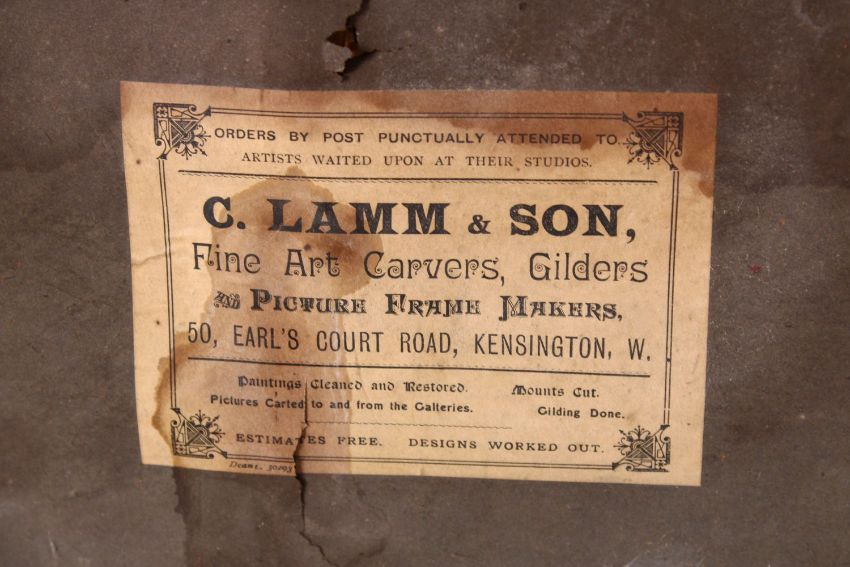 ORDERS BY POST PUNCTUALLY ATTENDED TO.
ARTISTS WAITED UPON AT THEIR STUDIOS.
C. LAMM & SON,
Fine Art Carvers, Gilders
AND PICTURE FRAME MAKERS,
50, EARL'S COURT ROAD, KENSINGTON, W.
Paintings Cleaned and Restored. Mounts Cut.
Pictures Carted to and from the Galleries. Gilding Done.
ESTIMATES FREE. DESIGNS WORKED OUT.
Deane, 30293